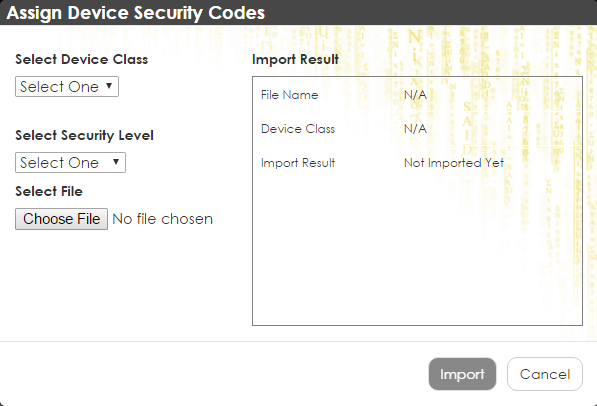 Assign Device Security Codes
Select Device Class
Select One
Select Security Level
Select One
Select File
Choose File No file chosen
Import Result
File Name N/A
Device Class N/A
Import Result Not Imported Yet
Import Cancel